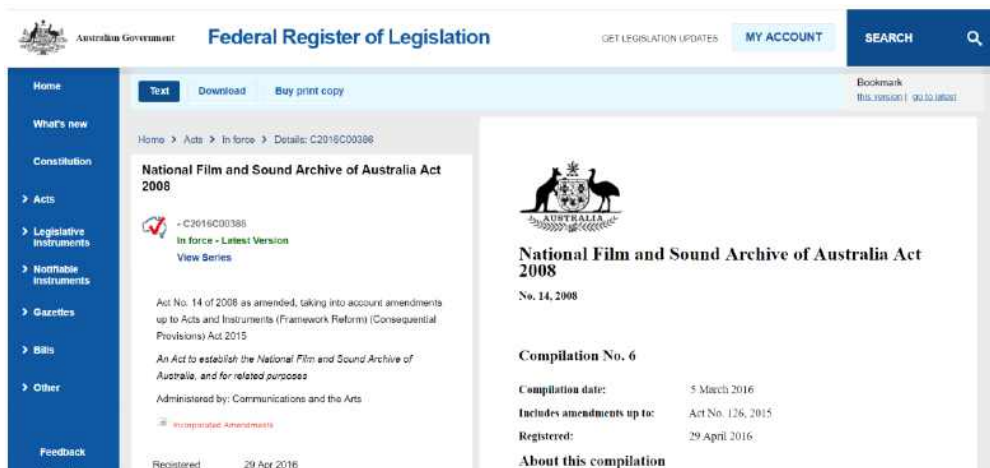 Australian Government
Federal Register of Legislation
GET LEGISLATION UPDATES
MY ACCOUNT
SEARCH
Home
What's new
Constitution
> Acts
> Legislative
Instruments
> Notifiable
Instruments
> Gazettes
> Bills
> Other
Feedback
Text
Download
Buy print copy
Bookmark
this version | go to latest
Home > Acts > In force > Details: C2016C00386
National Film and Sound Archive of Australia Act
2008
- C2016C00386
In force - Latest Version
View Series
Act No. 14 of 2008 as amended, taking into account amendments
up to Acts and Instruments (Framework Reform) (Consequential
Provisions) Act 2015
An Act to establish the National Film and Sound Archive of
Australia, and for related purposes
Administered by: Communications and the Arts
Incorporated Amendments
Registered 29 Apr 2016
AUSTRALIA
National Film and Sound Archive of Australia Act
2008
No. 14, 2008
Compilation No. 6
Compilation date: 5 March 2016
Includes amendments up to: Act No. 126, 2015
Registered: 29 April 2016
About this compilation